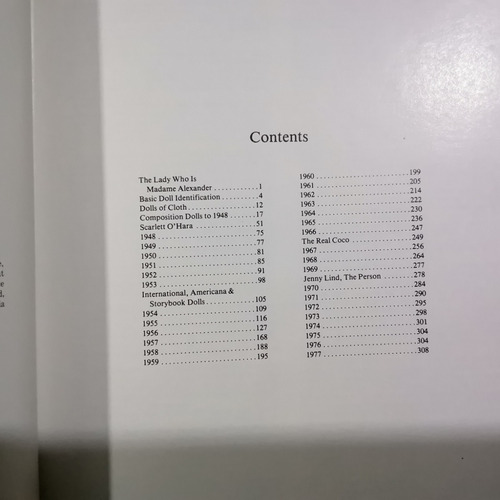 Contents
The Lady Who Is
Madame Alexander ............1
Basic Doll Identification ..........4
Dolls of Cloth ..................12
Composition Dolls to 1948 .......17
Scarlett O'Hara .................51
1948 ...........................75
1949 ...........................77
1950 ...........................81
1951 ...........................85
1952 ...........................91
1953 ...........................98
International, Americana &
Storybook Dolls ..............105
1954 ..........................109
1955 ..........................116
1956 ..........................127
1957 ..........................168
1958 ..........................188
1959 ..........................195
1960 ..........................199
1961 ..........................205
1962 ..........................214
1963 ..........................222
1964 ..........................230
1965 ..........................236
1966 ..........................247
The Real Coco ..................249
1967 ..........................256
1968 ..........................264
1969 ..........................277
Jenny Lind, The Person ..........278
1970 ..........................284
1971 ..........................290
1972 ..........................295
1973 ..........................298
1974 ..........................301
1975 ..........................304
1976 ..........................304
1977 ..........................308